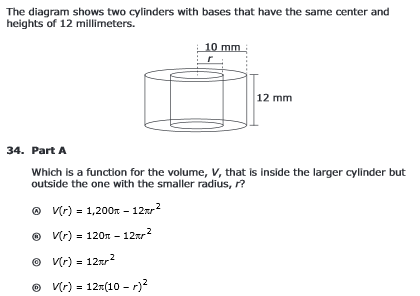 The diagram shows two cylinders with bases that have the same center and
heights of 12 millimeters.
10 mm
r
12 mm
34. Part A
Which is a function for the volume, V, that is inside the larger cylinder but
outside the one with the smaller radius, r?
Ⓐ V(r) = 1,200π – 12πr²
Ⓑ V(r) = 120π – 12πr²
Ⓒ V(r) = 12πr²
Ⓓ V(r) = 12π(10 – r)²